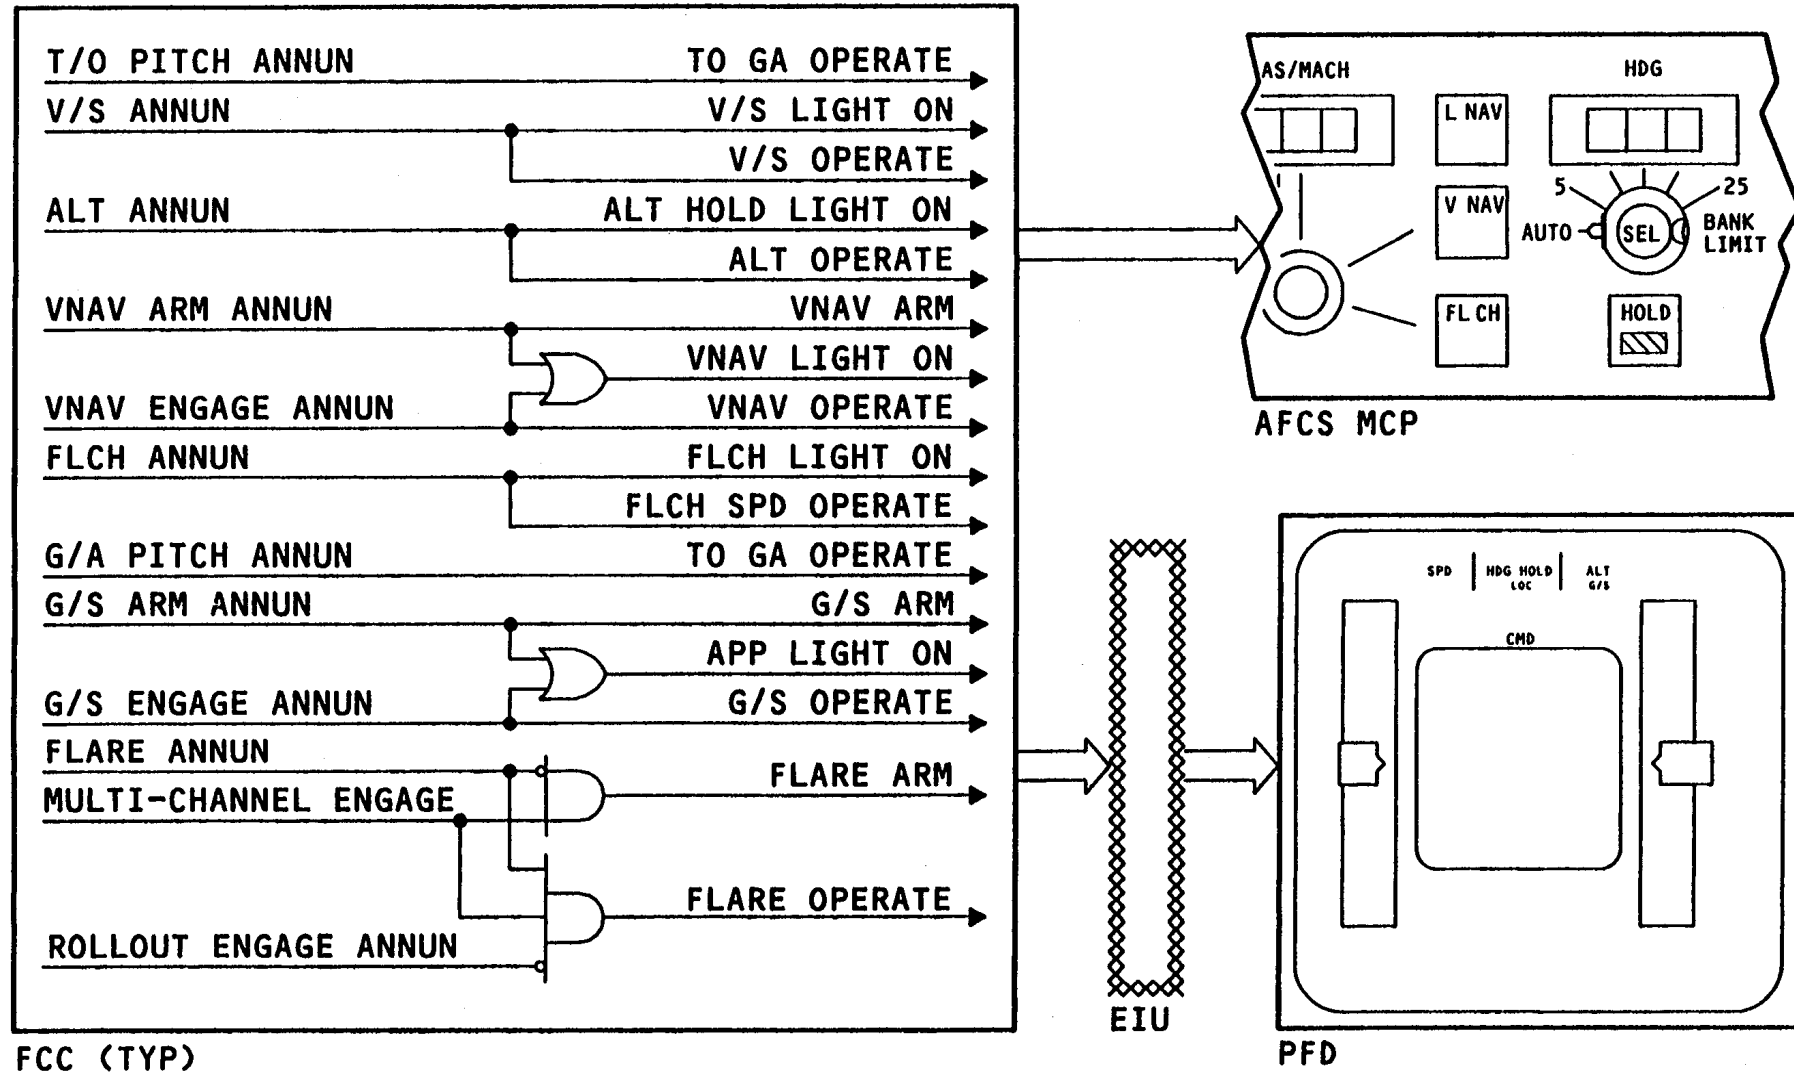 T/O PITCH ANNUN TO GA OPERATE
V/S ANNUN V/S LIGHT ON
V/S OPERATE
ALT ANNUN ALT HOLD LIGHT ON
ALT OPERATE
VNAV ARM ANNUN VNAV ARM
VNAV LIGHT ON
VNAV ENGAGE ANNUN VNAV OPERATE
FLCH ANNUN FLCH LIGHT ON
FLCH SPD OPERATE
G/A PITCH ANNUN TO GA OPERATE
G/S ARM ANNUN G/S ARM
APP LIGHT ON
G/S ENGAGE ANNUN G/S OPERATE
FLARE ANNUN
FLARE ARM
MULTI-CHANNEL ENGAGE
FLARE OPERATE
ROLLOUT ENGAGE ANNUN
FCC (TYP)
AS/MACH HDG
L NAV
5 25
V NAV
AUTO SEL BANK
LIMIT
FL CH HOLD
AFCS MCP
EIU
SPD HDG HOLD ALT
LOC G/S
CMD
PFD